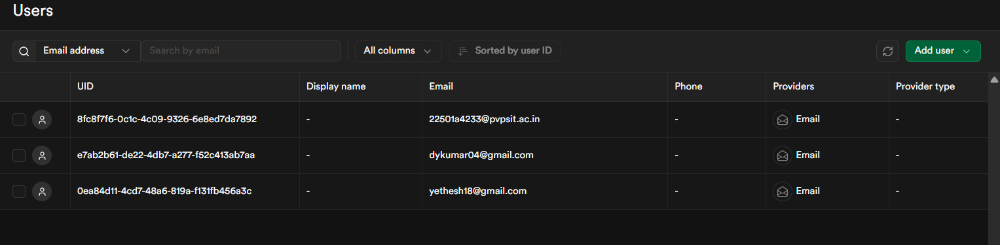 Users
Email address Search by email All columns Sorted by user ID Add user
UID Display name Email Phone Providers Provider type
8fc8f7f6-0c1c-4c09-9326-6e8ed7da7892 - 22501a4233@pvpsit.ac.in - Email -
e7ab2b61-de22-4db7-a277-f52c413ab7aa - dykumar04@gmail.com - Email -
0ea84d11-4cd7-48a6-819a-f131fb456a3c - yethesh18@gmail.com - Email -